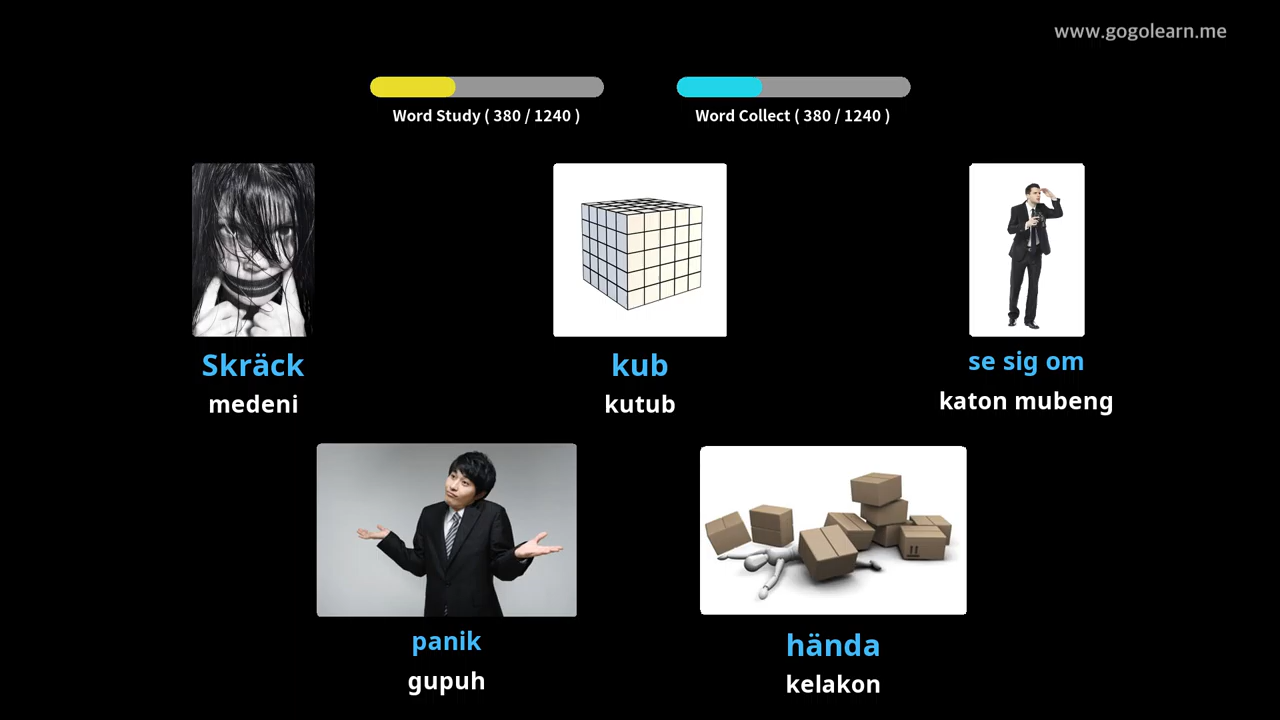 www.gogolearn.me
Word Study ( 380 / 1240 )
Word Collect ( 380 / 1240 )
Skräck
medeni
kub
kutub
se sig om
katon mubeng
panik
gupuh
hända
kelakon